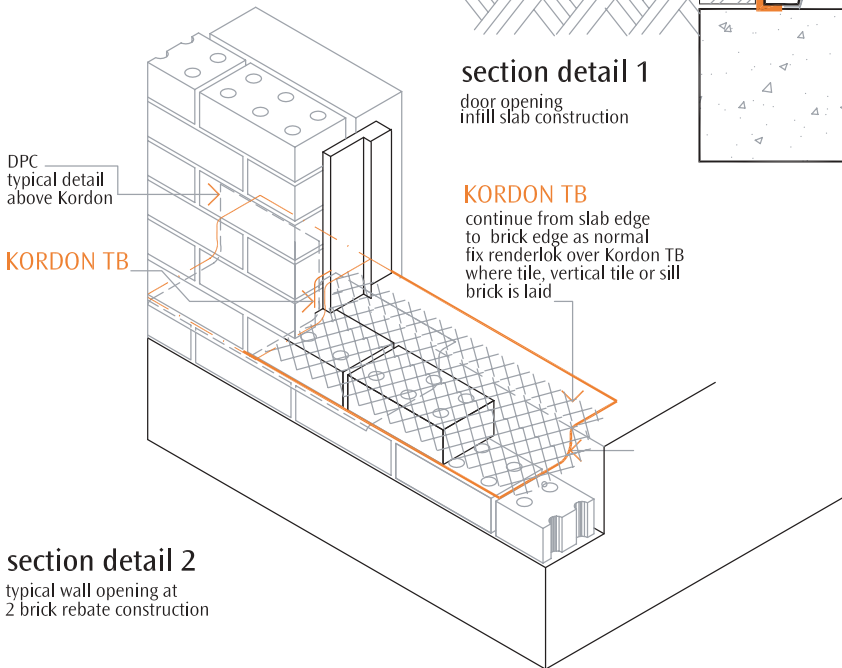 section detail 1
door opening
infill slab construction
DPC
typical detail
above Kordon
KORDON TB
KORDON TB
continue from slab edge
to brick edge as normal
fix renderlok over Kordon TB
where tile, vertical tile or sill
brick is laid
section detail 2
typical wall opening at
2 brick rebate construction